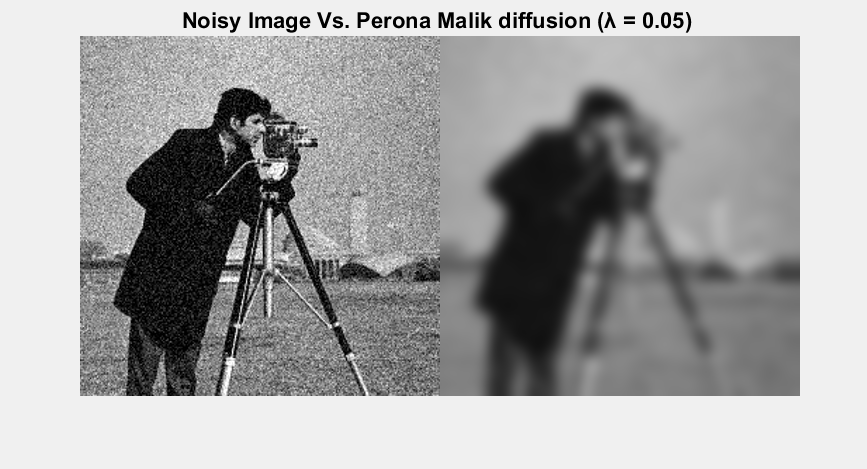 Noisy Image Vs. Perona Malik diffusion (λ = 0.05)